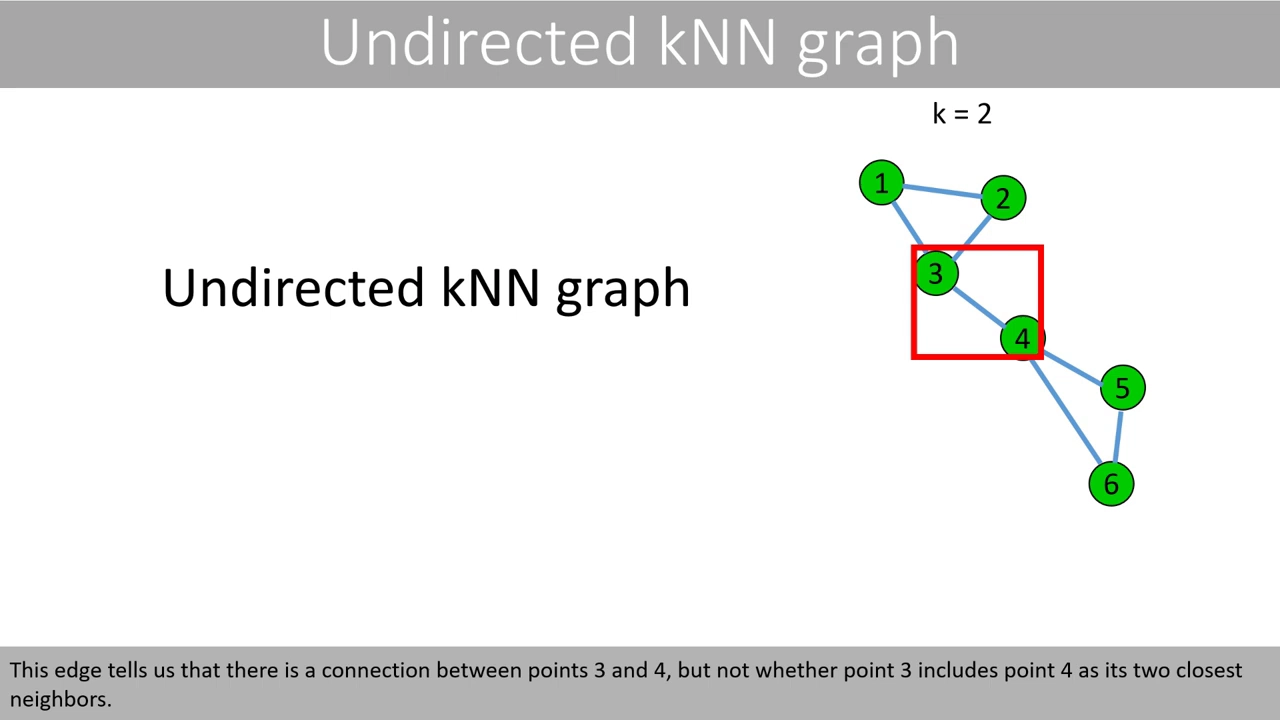 Undirected kNN graph
k = 2
1
2
3
Undirected kNN graph
4
5
6
This edge tells us that there is a connection between points 3 and 4, but not whether point 3 includes point 4 as its two closest
neighbors.